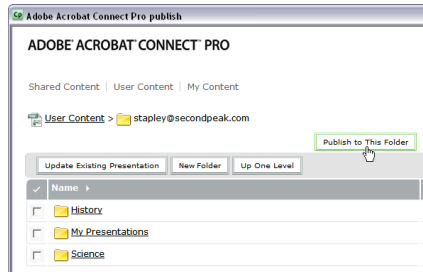 Cp Adobe Acrobat Connect Pro publish
ADOBE® ACROBAT® CONNECT™ PRO
Shared Content | User Content | My Content
User Content > stapley@secondpeak.com
Publish to This Folder
Update Existing Presentation New Folder Up One Level
Name
History
My Presentations
Science